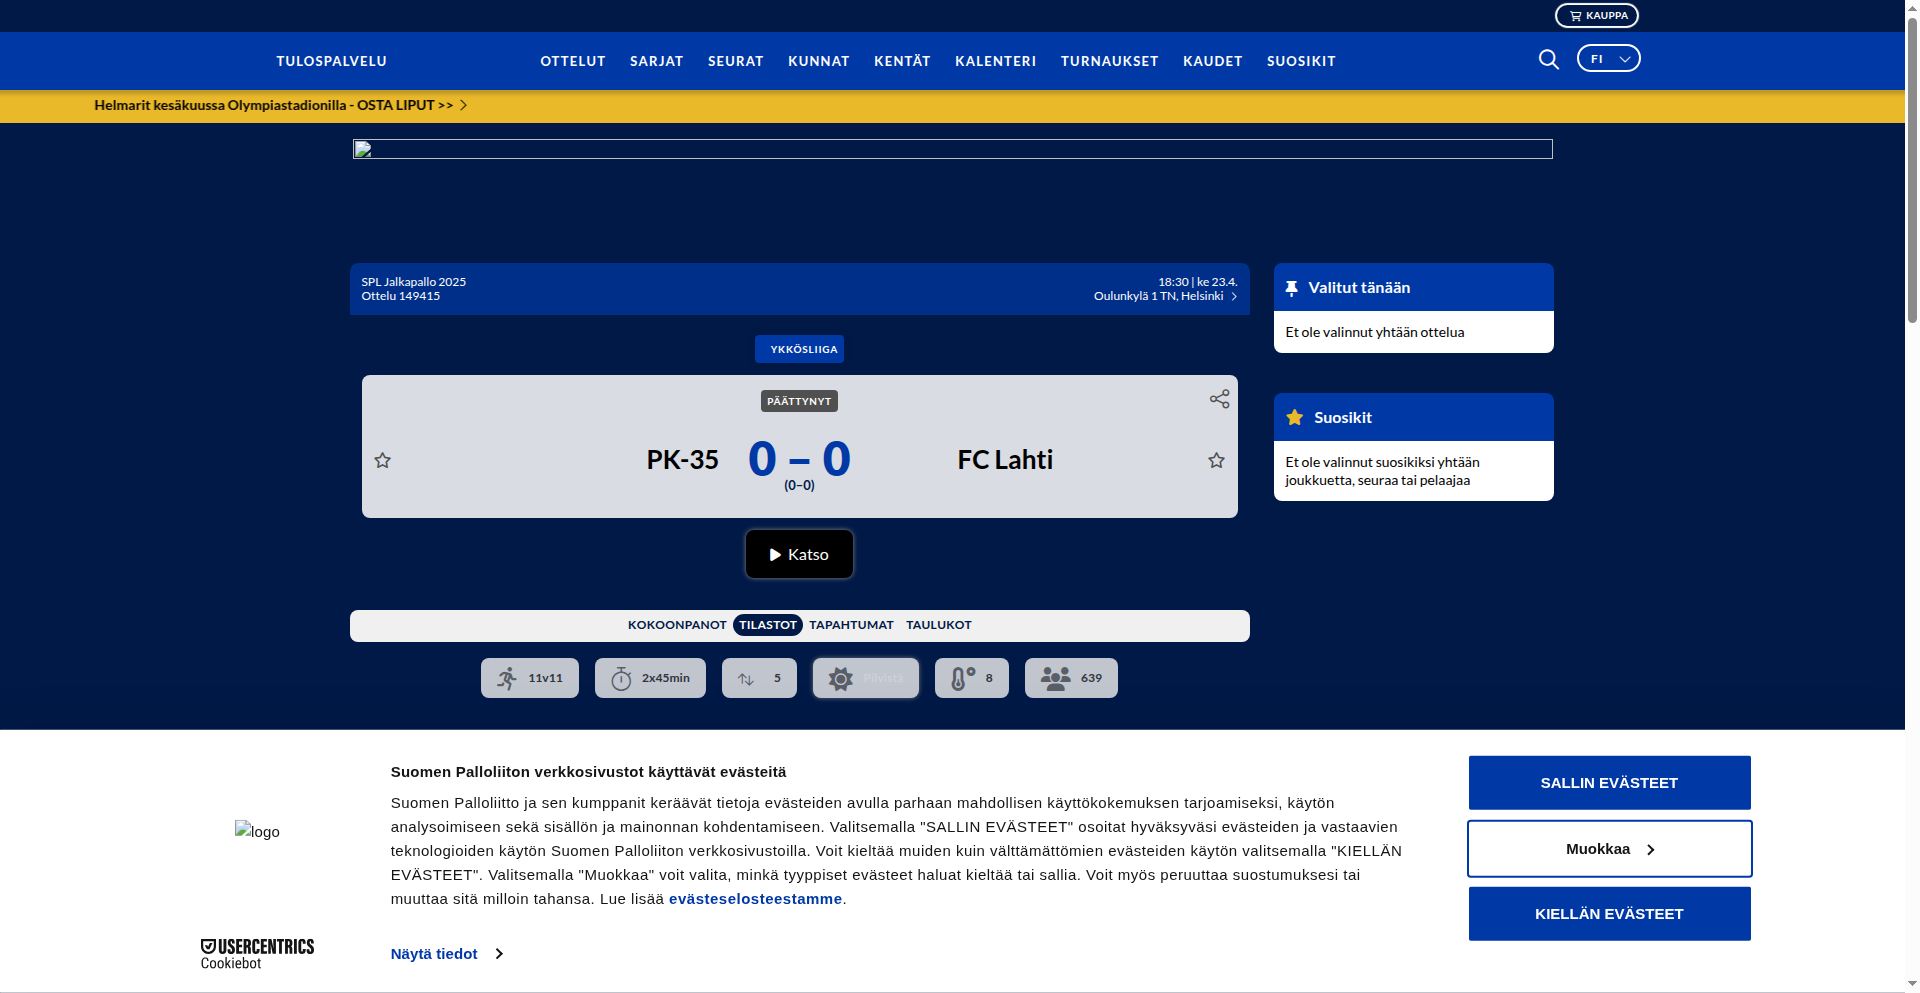 KAUPPA
TULOSPALVELU
OTTELUT SARJAT SEURAT KUNNAT KENTÄT KALENTERI TURNAUKSET KAUDET SUOSIKIT
FI
Helmarit kesäkuussa Olympiastadionilla - OSTA LIPUT >>
SPL Jalkapallo 2025
Ottelu 149415
18:30 | ke 23.4.
Oulunkylä 1 TN, Helsinki
YKKÖSLIIGA
PÄÄTTYNYT
PK-35 0 – 0 FC Lahti
(0–0)
Katso
KOKOONPANOT TILASTOT TAPAHTUMAT TAULUKOT
11v11 2x45min 5 Pilvistä 8 639
Valitut tänään
Et ole valinnut yhtään ottelua
Suosikit
Et ole valinnut suosikiksi yhtään
joukkuetta, seuraa tai pelaajaa
logo
USERCENTRICS
Cookiebot
Suomen Palloliiton verkkosivustot käyttävät evästeitä
Suomen Palloliitto ja sen kumppanit keräävät tietoja evästeiden avulla parhaan mahdollisen käyttökokemuksen tarjoamiseksi, käytön
analysoimiseen sekä sisällön ja mainonnan kohdentamiseen. Valitsemalla "SALLIN EVÄSTEET" osoitat hyväksyväsi evästeiden ja vastaavien
teknologioiden käytön Suomen Palloliiton verkkosivustoilla. Voit kieltää muiden kuin välttämättömien evästeiden käytön valitsemalla "KIELLÄN
EVÄSTEET". Valitsemalla "Muokkaa" voit valita, minkä tyyppiset evästeet haluat kieltää tai sallia. Voit myös peruuttaa suostumuksesi tai
muuttaa sitä milloin tahansa. Lue lisää evästeselosteestamme.
Näytä tiedot
SALLIN EVÄSTEET
Muokkaa
KIELLÄN EVÄSTEET